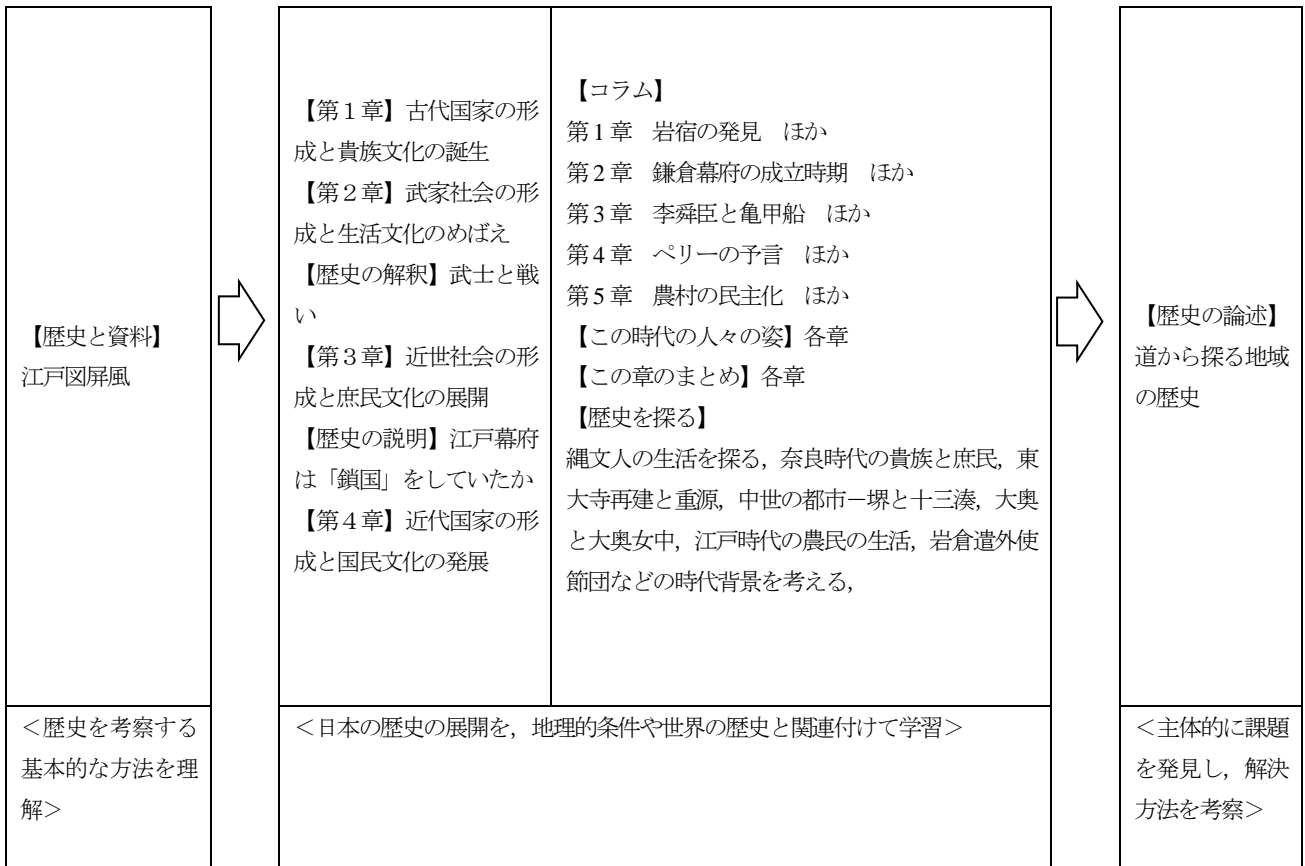 【歴史と資料】
江戸図屏風
【第１章】古代国家の形
成と貴族文化の誕生
【第２章】武家社会の形
成と生活文化のめばえ
【歴史の解釈】武士と戦
い
【第３章】近世社会の形
成と庶民文化の展開
【歴史の説明】江戸幕府
は「鎖国」をしていたか
【第４章】近代国家の形
成と国民文化の発展
【コラム】
第1章　岩宿の発見　ほか
第2章　鎌倉幕府の成立時期　ほか
第3章　李舜臣と亀甲船　ほか
第4章　ペリーの予言　ほか
第5章　農村の民主化　ほか
【この時代の人々の姿】各章
【この章のまとめ】各章
【歴史を探る】
縄文人の生活を探る，奈良時代の貴族と庶民，東
大寺再建と重源，中世の都市－堺と十三湊，大奥
と大奥女中，江戸時代の農民の生活，岩倉遣外使
節団などの時代背景を考える，
【歴史の論述】
道から探る地域
の歴史
＜歴史を考察する
基本的な方法を理
解＞
＜日本の歴史の展開を，地理的条件や世界の歴史と関連付けて学習＞
＜主体的に課題
を発見し，解決
方法を考察＞